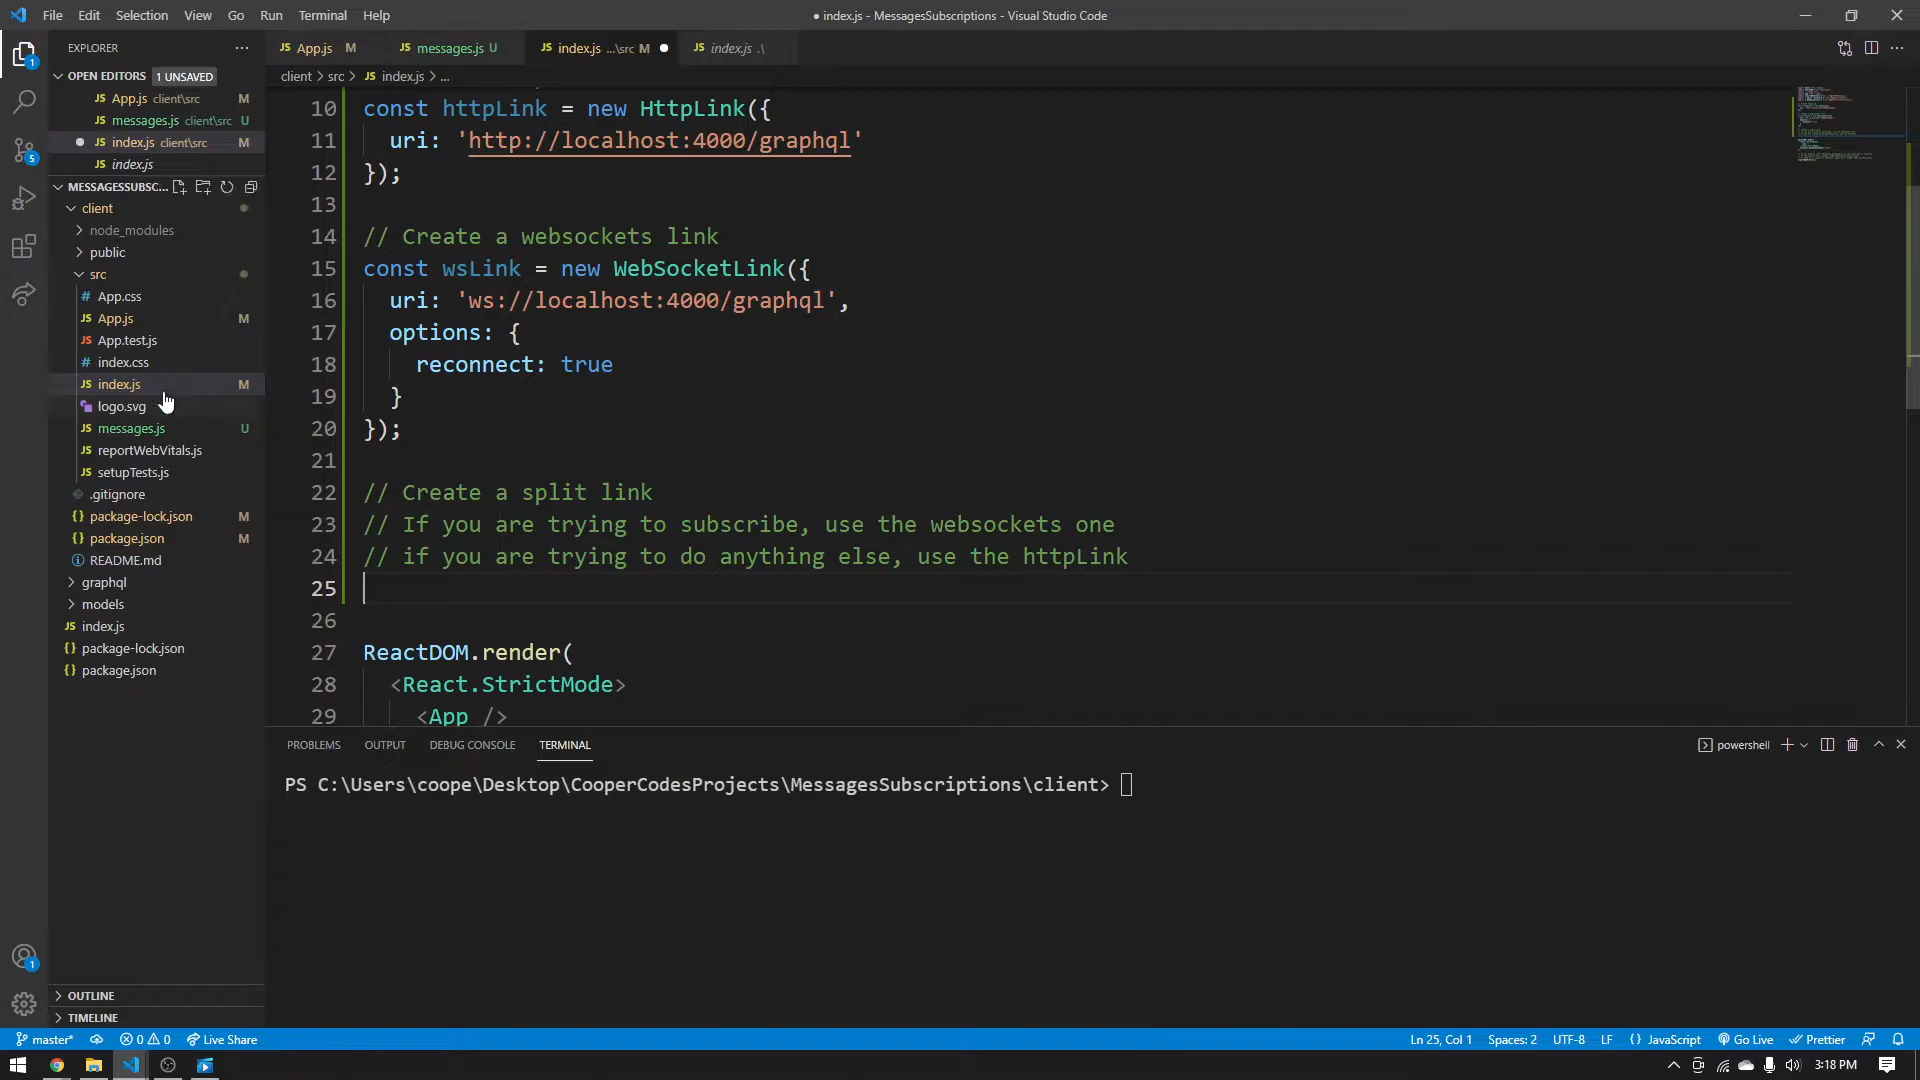 File Edit Selection View Go Run Terminal Help
● index.js - MessagesSubscriptions - Visual Studio Code
EXPLORER
OPEN EDITORS 1 UNSAVED
JS App.js client\src M
JS messages.js client\src U
● JS index.js client\src M
JS index.js
MESSAGESSUBSC...
client
node_modules
public
src
# App.css
JS App.js M
JS App.test.js
# index.css
JS index.js M
logo.svg
JS messages.js U
JS reportWebVitals.js
JS setupTests.js
.gitignore
{} package-lock.json M
{} package.json M
README.md
graphql
models
JS index.js
{} package-lock.json
{} package.json
OUTLINE
TIMELINE
1
5
1
JS App.js M JS messages.js U JS index.js ...\src M ● JS index.js .\
client > src > JS index.js > ...
10 const httpLink = new HttpLink({
11 uri: 'http://localhost:4000/graphql'
12 });
13
14 // Create a websockets link
15 const wsLink = new WebSocketLink({
16 uri: 'ws://localhost:4000/graphql',
17 options: {
18 reconnect: true
19 }
20 });
21
22 // Create a split link
23 // If you are trying to subscribe, use the websockets one
24 // if you are trying to do anything else, use the httpLink
25
26
27 ReactDOM.render(
28 <React.StrictMode>
29 <App />
PROBLEMS OUTPUT DEBUG CONSOLE TERMINAL
powershell
PS C:\Users\coope\Desktop\CooperCodesProjects\MessagesSubscriptions\client>
master* 0 0 Live Share
Ln 25, Col 1 Spaces: 2 UTF-8 LF {} JavaScript Go Live Prettier
3:18 PM